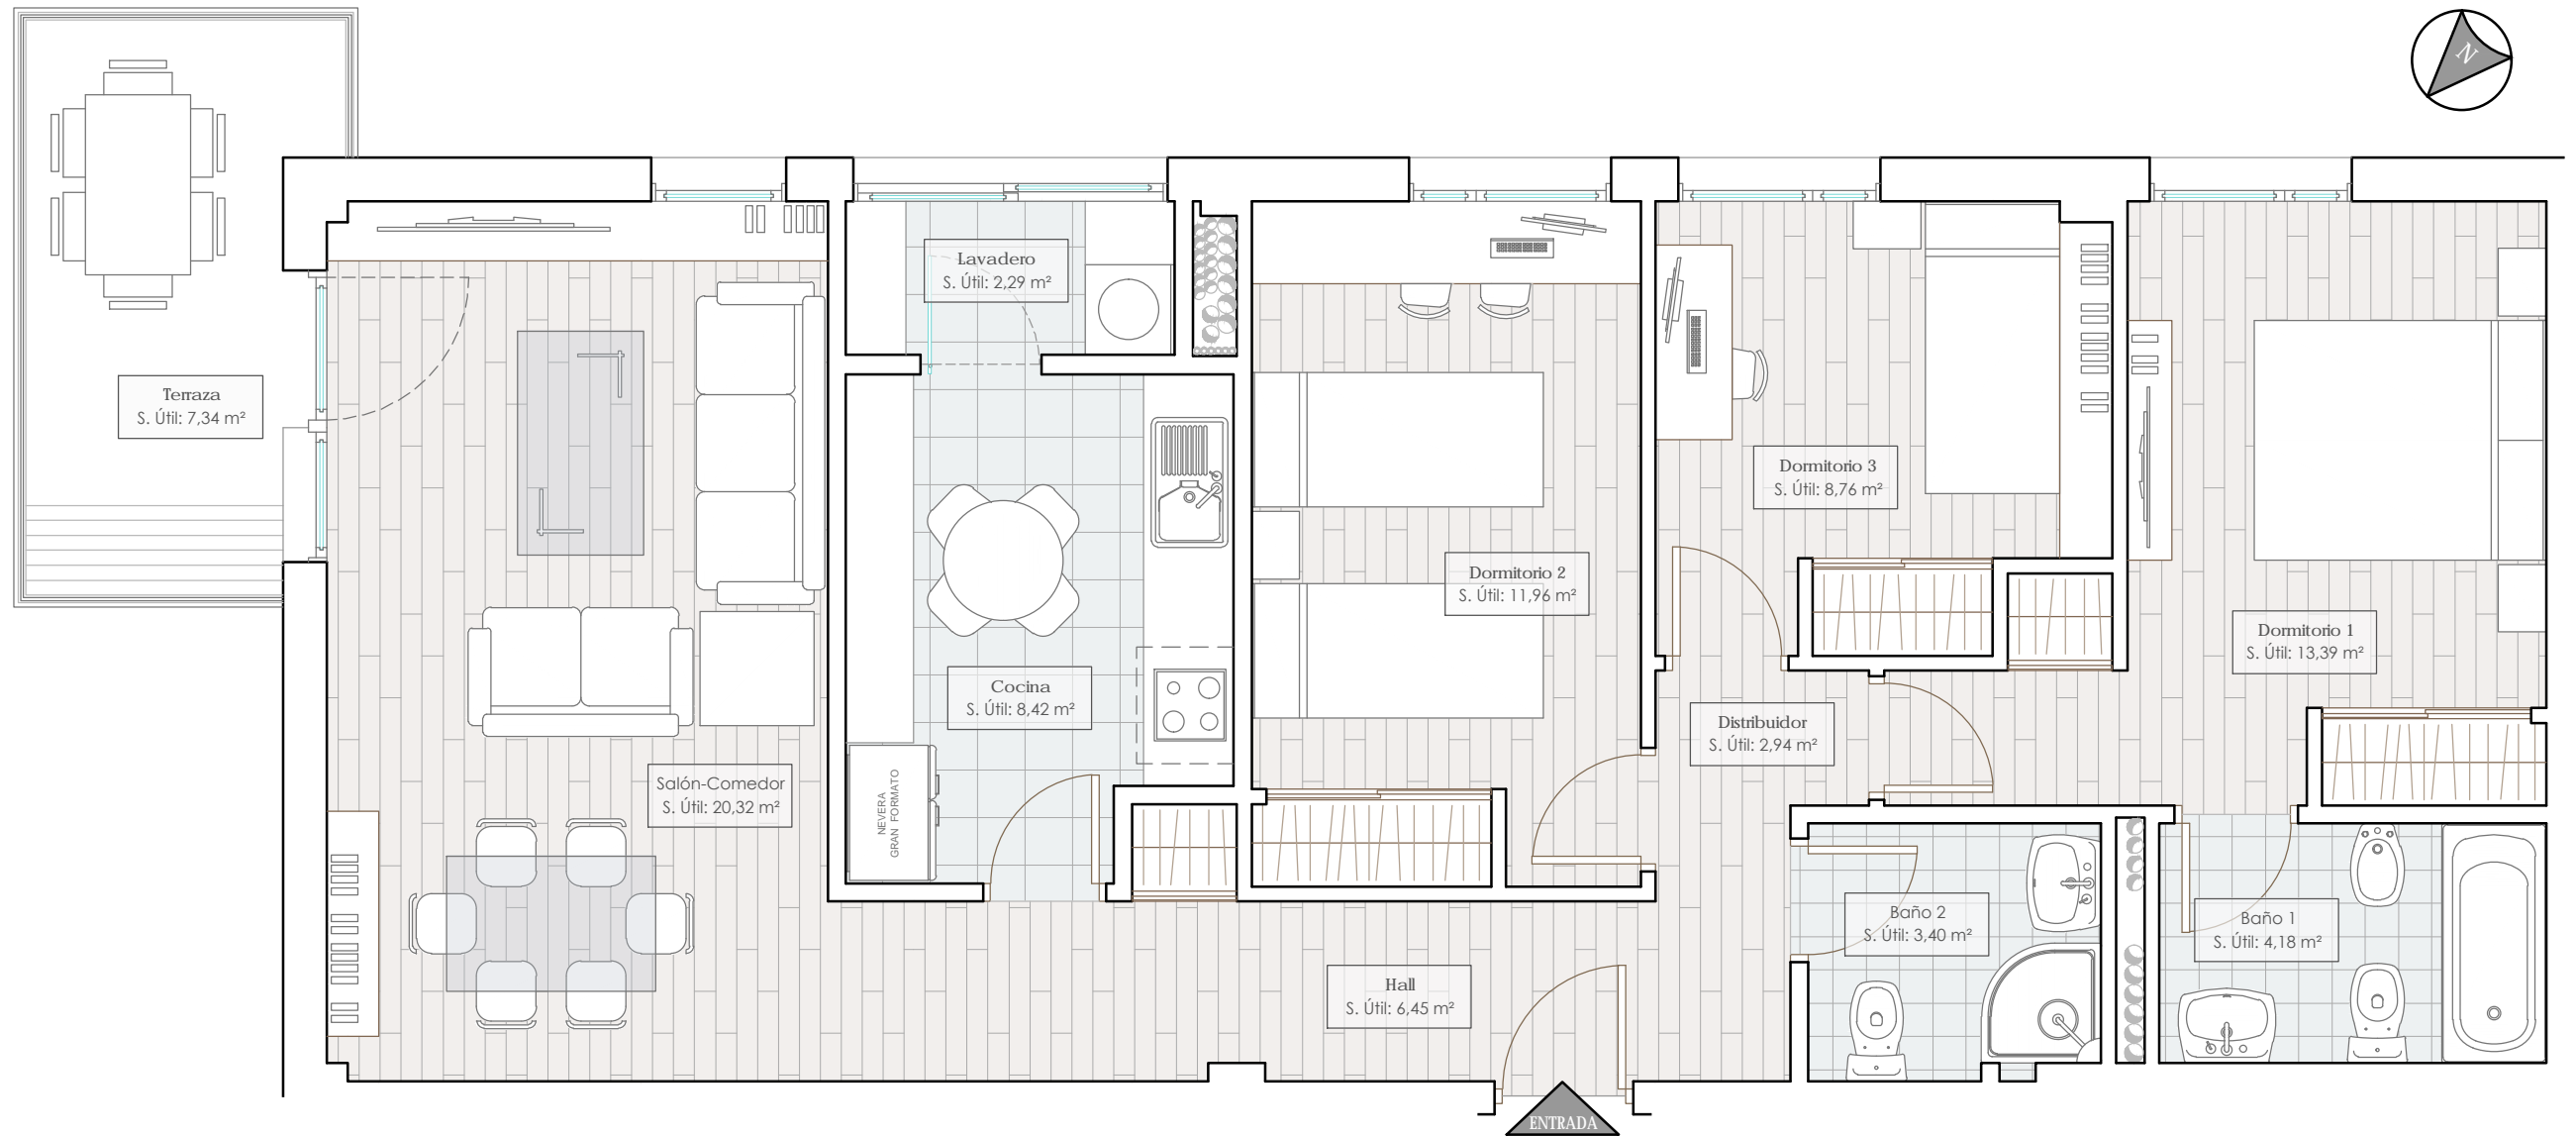 N
Lavadero
S. Útil: 2,29 m²
Terraza
S. Útil: 7,34 m²
Dormitorio 3
S. Útil: 8,76 m²
Dormitorio 2
S. Útil: 11,96 m²
Dormitorio 1
S. Útil: 13,39 m²
Cocina
S. Útil: 8,42 m²
Distribuidor
S. Útil: 2,94 m²
Salón-Comedor
S. Útil: 20,32 m²
NEVERA
GRAN FORMATO
Baño 2
S. Útil: 3,40 m²
Baño 1
S. Útil: 4,18 m²
Hall
S. Útil: 6,45 m²
ENTRADA